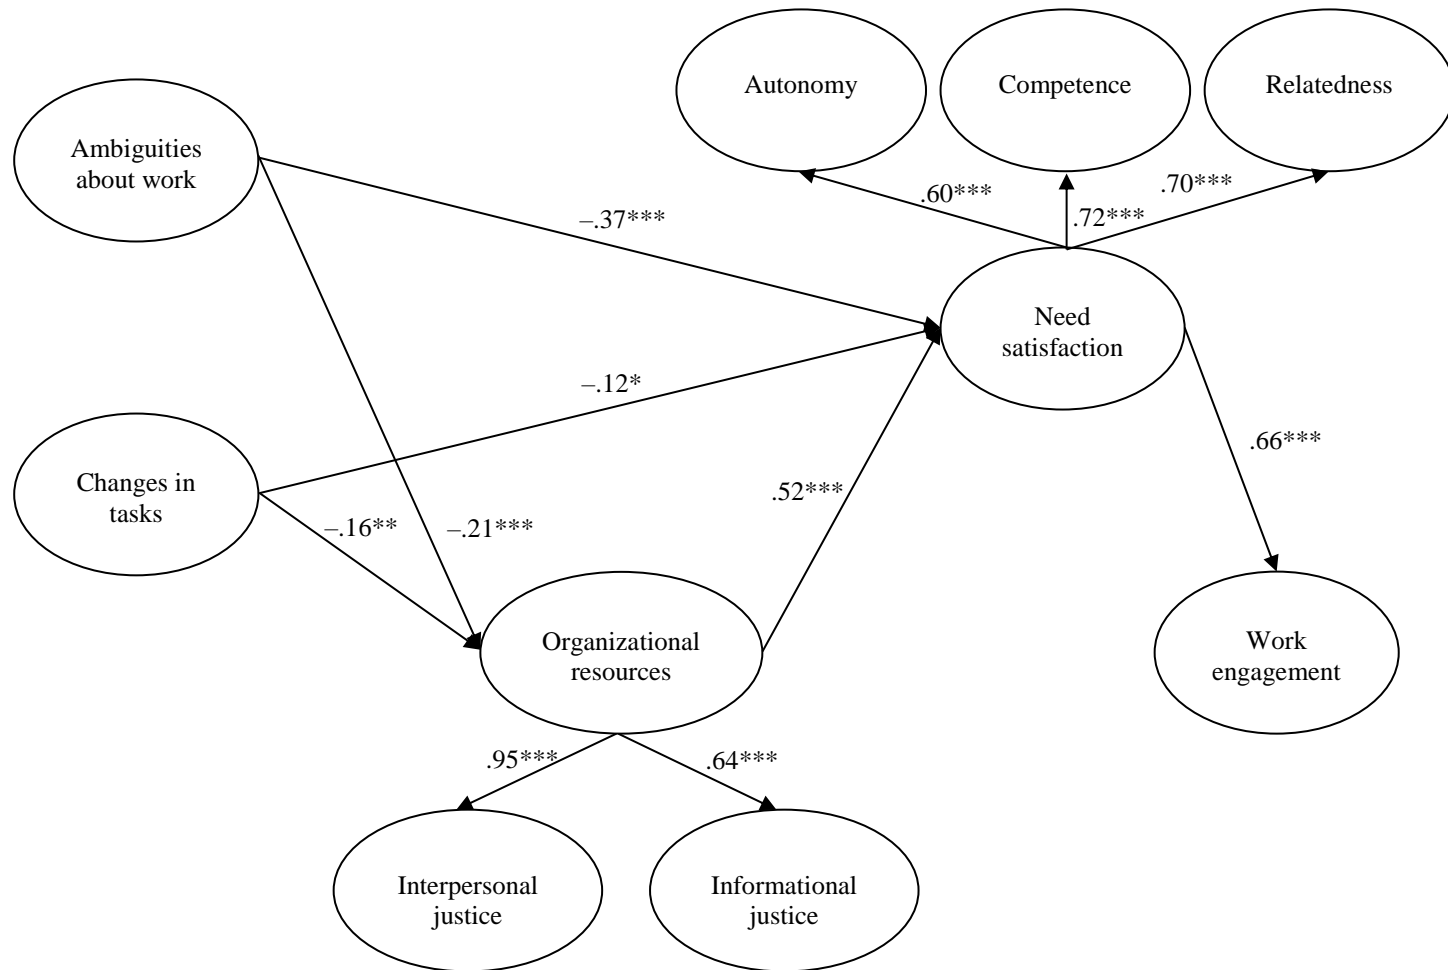 Autonomy
Competence
Relatedness
Ambiguities
about work
.60***
.72***
.70***
–.37***
Need
satisfaction
–.12*
.66***
Changes in
tasks
.52***
–.16**
–.21***
Organizational
resources
Work
engagement
.95***
.64***
Interpersonal
justice
Informational
justice